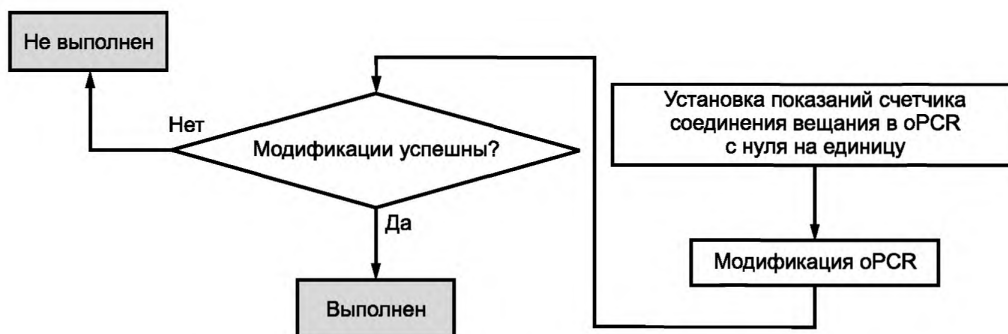 Не выполнен
Нет
Модификации успешны?
Да
Выполнен
Установка показаний счетчика
соединения вещания в oPCR
с нуля на единицу
Модификация oPCR